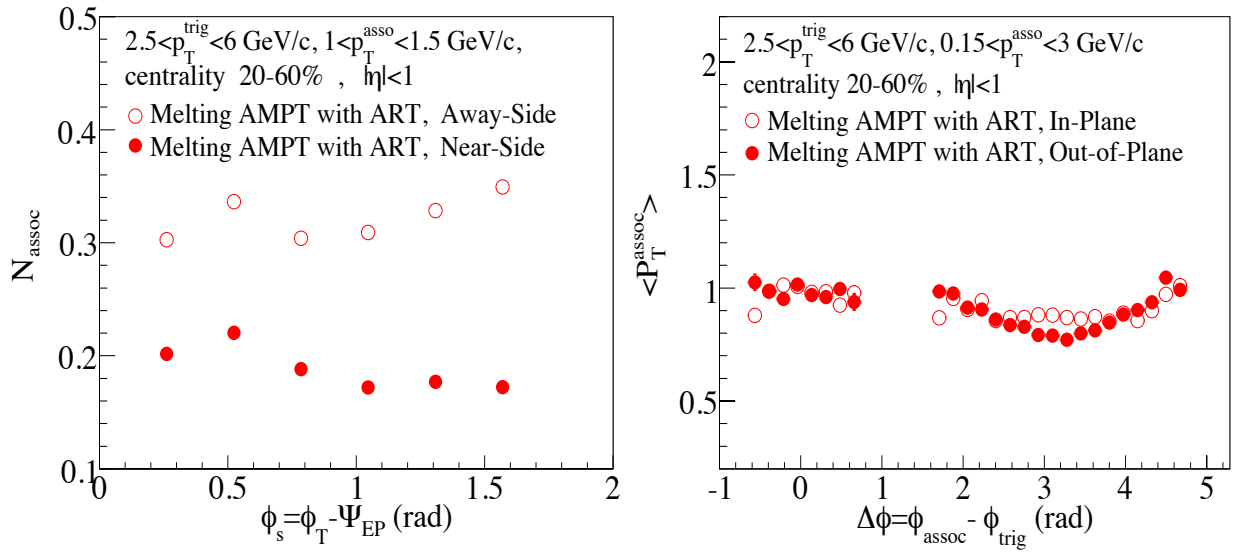 2.5<p_T^trig<6 GeV/c, 1<p_T^asso<1.5 GeV/c,
centrality 20-60% , |η|<1
Melting AMPT with ART, Away-Side
Melting AMPT with ART, Near-Side
N_assoc
0.5
0.4
0.3
0.2
0.1
0 0.5 1 1.5 2
ϕ_s=ϕ_T-Ψ_EP (rad)
2.5<p_T^trig<6 GeV/c, 0.15<p_T^asso<3 GeV/c
centrality 20-60% , |η|<1
Melting AMPT with ART, In-Plane
Melting AMPT with ART, Out-of-Plane
<P_T^assoc>
2
1.5
1
0.5
-1 0 1 2 3 4 5
Δϕ=ϕ_assoc-ϕ_trig (rad)